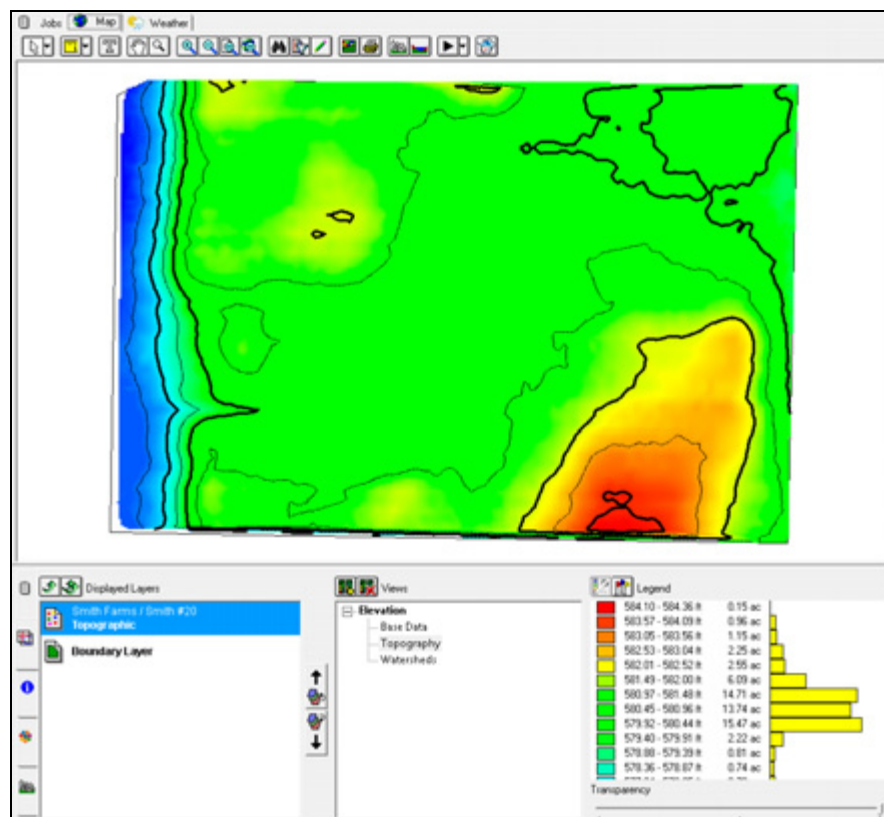 Jobs Map Weather
Displayed Layers
Smith Farms / Smith #20
Topographic
Boundary Layer
Views
Elevation
Base Data
Topography
Watersheds
Legend
584.10 - 584.36 ft 0.15 ac
583.57 - 584.09 ft 0.96 ac
583.05 - 583.56 ft 1.15 ac
582.53 - 583.04 ft 2.25 ac
582.01 - 582.52 ft 2.55 ac
581.49 - 582.00 ft 6.09 ac
580.97 - 581.48 ft 14.71 ac
580.45 - 580.96 ft 13.74 ac
579.92 - 580.44 ft 15.47 ac
579.40 - 579.91 ft 2.22 ac
578.88 - 579.39 ft 0.81 ac
578.36 - 578.87 ft 0.74 ac
Transparency